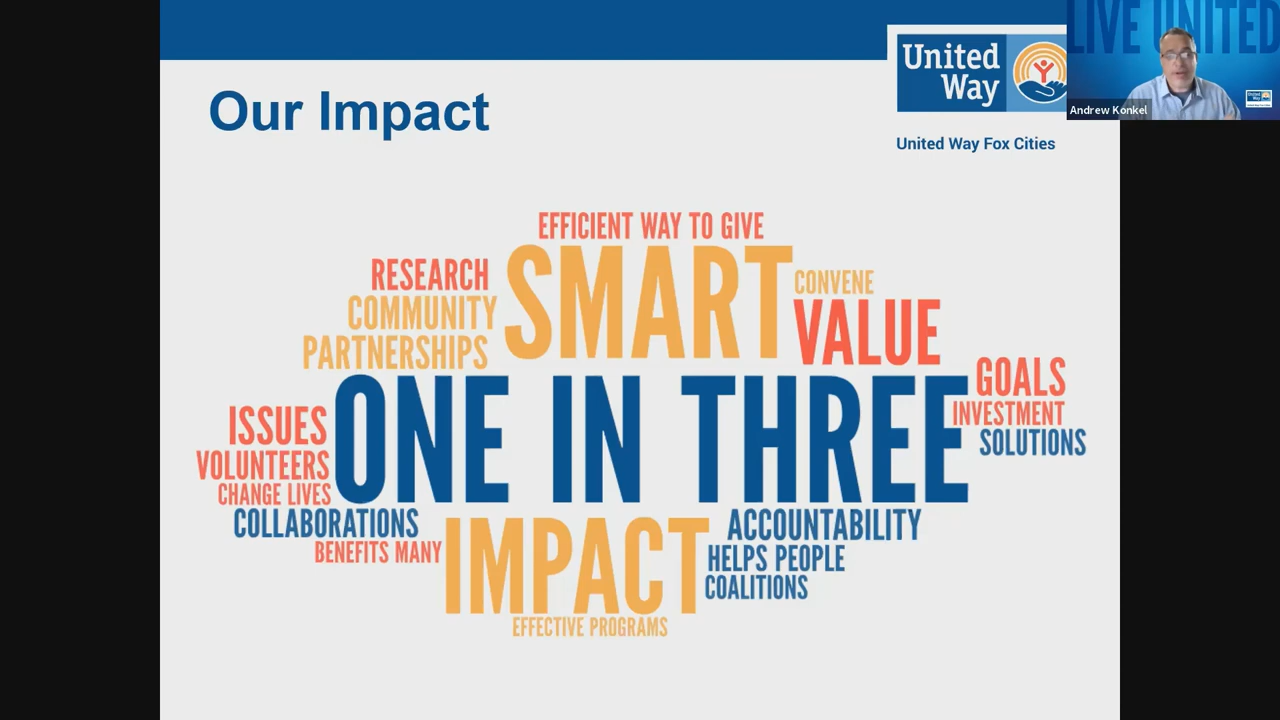 LIVE UNITED
United
Way
Andrew Konkel
Our Impact
United Way Fox Cities
EFFICIENT WAY TO GIVE
SMART
RESEARCH
CONVENE
COMMUNITY
VALUE
PARTNERSHIPS
GOALS
ONE IN THREE
INVESTMENT
ISSUES
SOLUTIONS
VOLUNTEERS
CHANGE LIVES
COLLABORATIONS
ACCOUNTABILITY
IMPACT
BENEFITS MANY
HELPS PEOPLE
COALITIONS
EFFECTIVE PROGRAMS